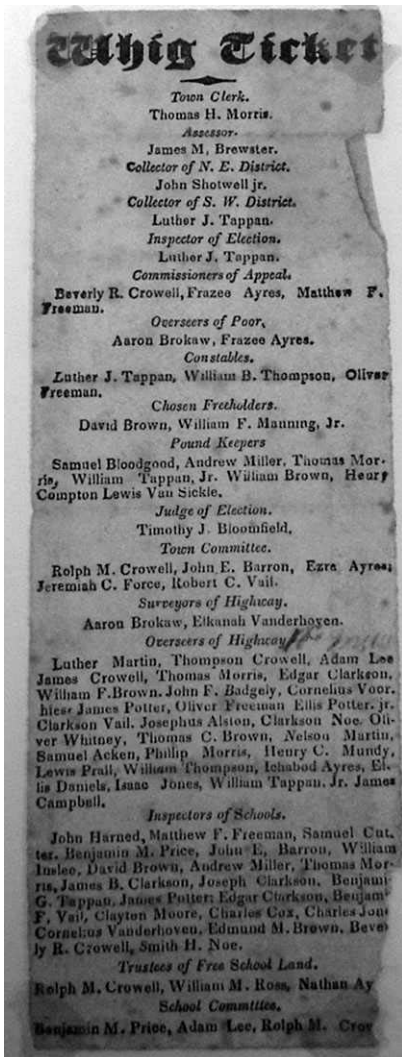 Whig Ticket
Town Clerk.
Thomas H. Morris.
Assessor.
James M, Brewster.
Collector of N. E. District.
John Shotwell jr.
Collector of S. W. District.
Luther J. Tappan.
Inspector of Election.
Luther J. Tappan.
Commissioners of Appeal.
Beverly R. Crowell, Frazee Ayres, Matthew F.
Freeman.
Overseers of Poor,
Aaron Brokaw, Frazee Ayres.
Constables.
Luther J. Tappan, William B. Thompson, Oliver
Freeman.
Chosen Freeholders.
David Brown, William F. Manning, Jr.
Pound Keepers
Samuel Bloodgood, Andrew Miller, Thomas Mor-
ris, William Tappan, Jr. William Brown, Henry
Compton Lewis Van Sickle.
Judge of Election.
Timothy J. Bloomfield,
Town Committee.
Rolph M. Crowell, John E. Barron, Ezra Ayres,
Jeremiah C. Force, Robert C. Vail.
Surveyors of Highway.
Aaron Brokaw, Elkanah Vanderhoven.
Overseers of Highway
Luther Martin, Thompson Crowell, Adam Lee
James Crowell, Thomas Morris, Edgar Clarkson,
William F.Brown. John F. Badgely, Cornelius Voor.
hies: James Potter, Oliver Freeman Ellis Potter. jr.
Clarkson Vail. Josephus Alston, Clarkson Noe. Oli-
ver Whitney, Thomas C. Brown, Nelson Martin,
Samuel Acken, Phillip Morris, Henry C. Mundy,
Lewis Prall, William Thompson, Ichabod Ayres, El-
lis Daniels, Isaac Jones, William Tappan, Jr. James
Campbell.
Inspectors of Schools.
John Harned, Matthew F. Freeman, Samuel Cut.
ter. Benjamin M. Price, John E, Barron, William
Inslee, David Brown, Andrew Miller, Thomas Mor-
ris, James B. Clarkson, Joseph Clarkson, Benjami
G. Tappan, James Potter; Edgar Clarkson, Benjam
F, Vail, Clayton Moore, Charles Cox, Charles Jon
Cornelius Vanderhoven, Edmund M. Brown, Beve
ly R. Crowell, Smith H. Noe.
Trustees of Free School Land.
Rolph M. Crowell, William M. Ross, Nathan Ay
School Committee.
Benjamin M. Price, Adam Lee, Rolph M. Crow